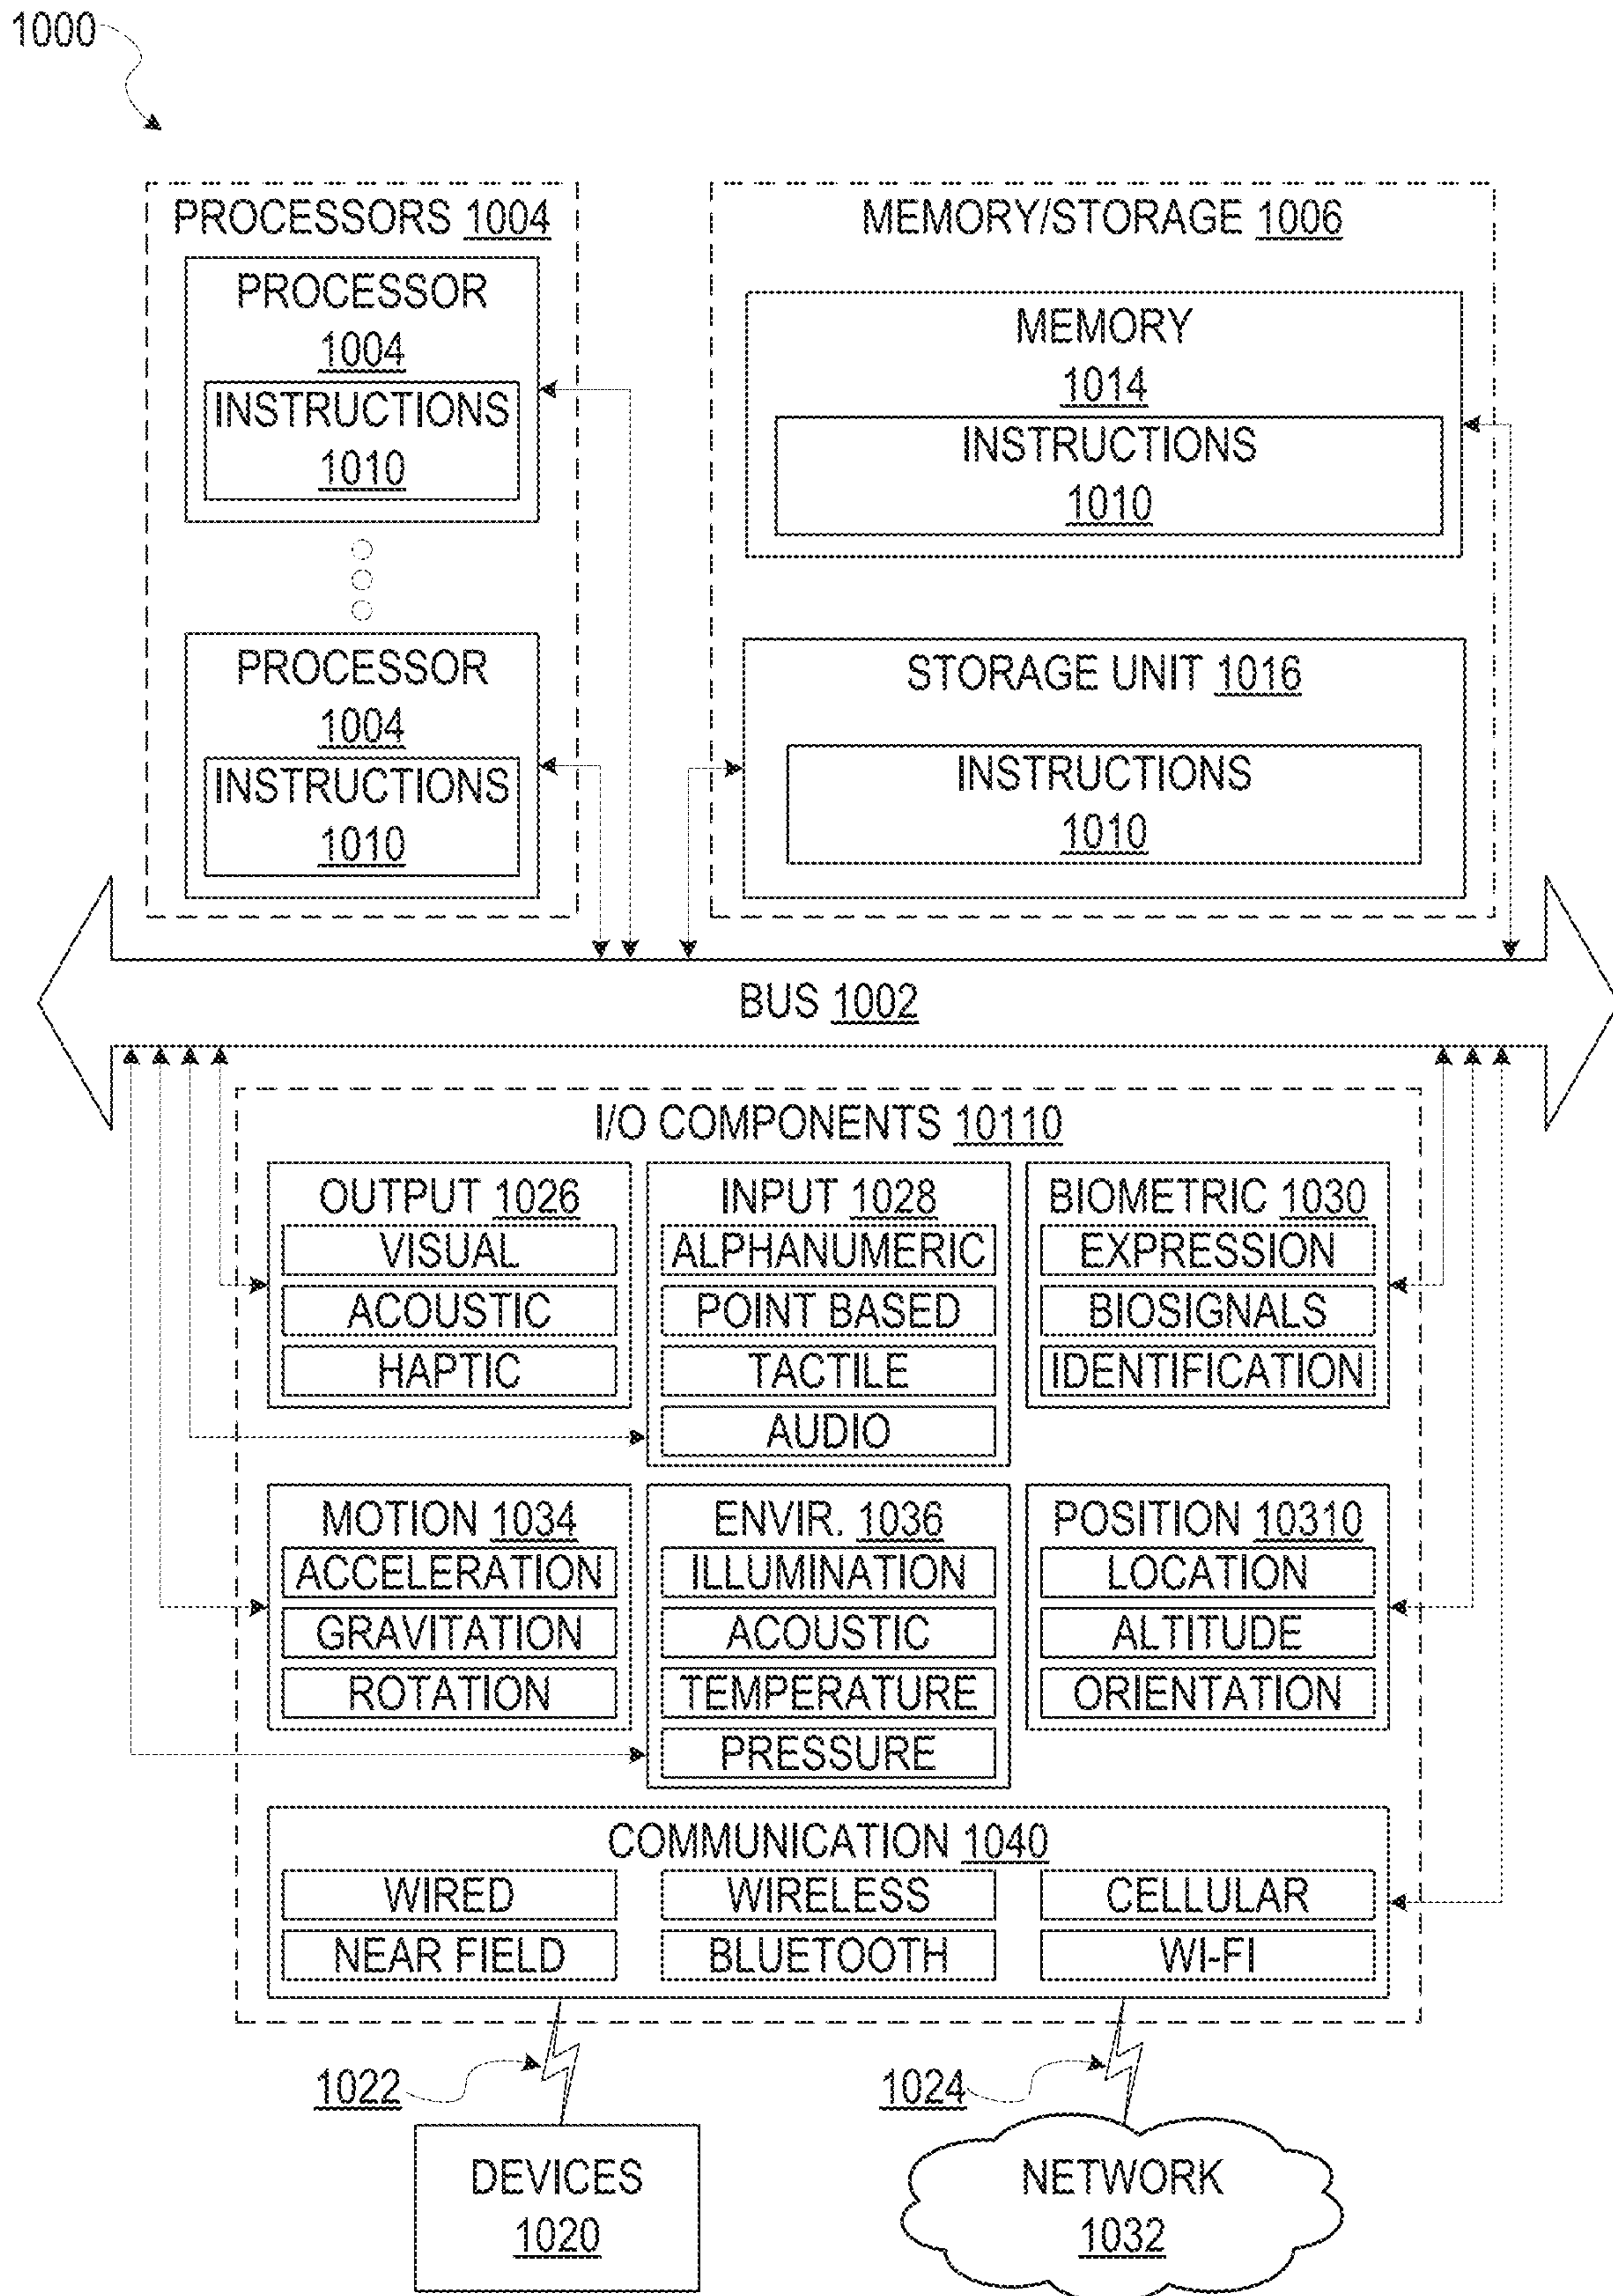 1000
PROCESSORS 1004
PROCESSOR
1004
INSTRUCTIONS
1010
PROCESSOR
1004
INSTRUCTIONS
1010
MEMORY/STORAGE 1006
MEMORY
1014
INSTRUCTIONS
1010
STORAGE UNIT 1016
INSTRUCTIONS
1010
BUS 1002
I/O COMPONENTS 10110
OUTPUT 1026
VISUAL
ACOUSTIC
HAPTIC
INPUT 1028
ALPHANUMERIC
POINT BASED
TACTILE
AUDIO
BIOMETRIC 1030
EXPRESSION
BIOSIGNALS
IDENTIFICATION
MOTION 1034
ACCELERATION
GRAVITATION
ROTATION
ENVIR. 1036
ILLUMINATION
ACOUSTIC
TEMPERATURE
PRESSURE
POSITION 10310
LOCATION
ALTITUDE
ORIENTATION
COMMUNICATION 1040
WIRED
WIRELESS
CELLULAR
NEAR FIELD
BLUETOOTH
WI-FI
1022
1024
DEVICES
1020
NETWORK
1032